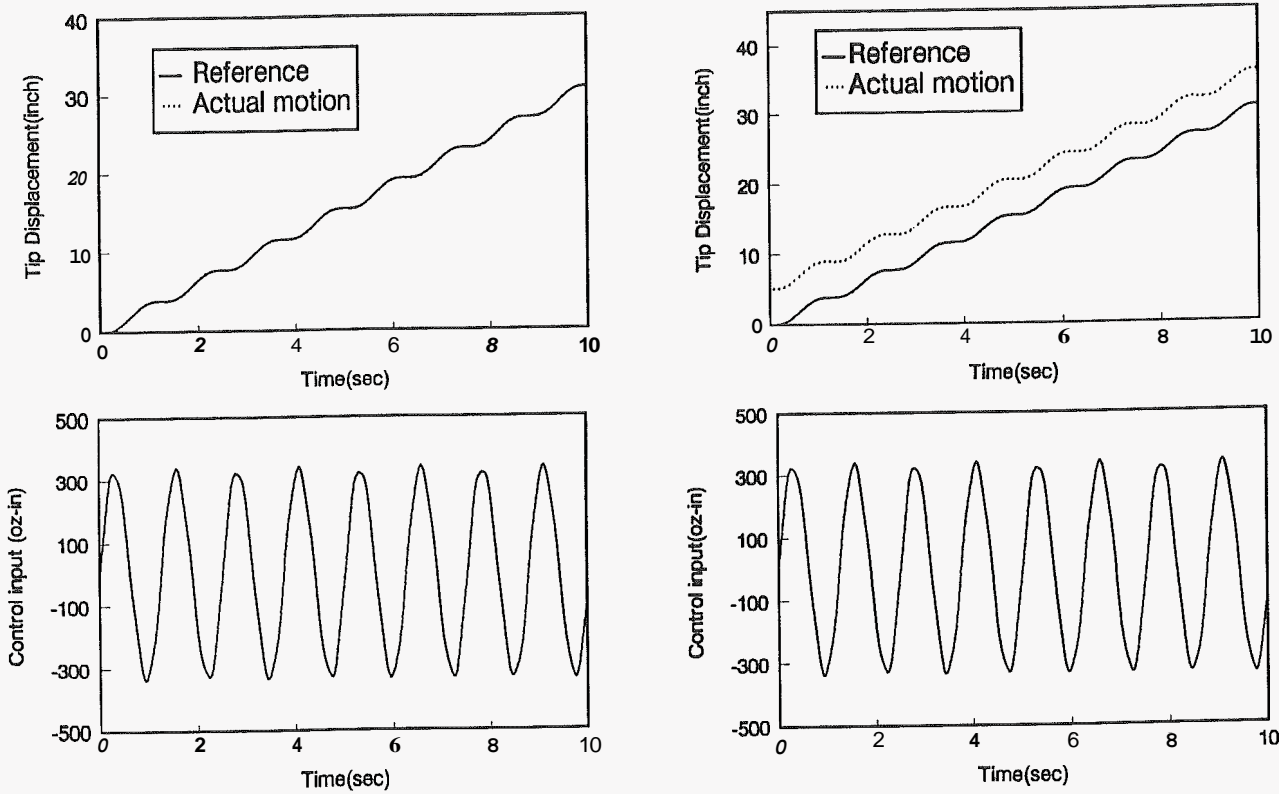 40
30
20
10
0
Tip Displacement(inch)
Reference
Actual motion
0 2 4 6 8 10
Time(sec)
40
30
20
10
0
Tip Displacement(inch)
Reference
Actual motion
0 2 4 6 8 10
Time(sec)
500
300
100
-100
-300
-500
Control input (oz-in)
0 2 4 6 8 10
Time(sec)
500
300
100
-100
-300
-500
Control input(oz-in)
0 2 4 6 8 10
Time(sec)